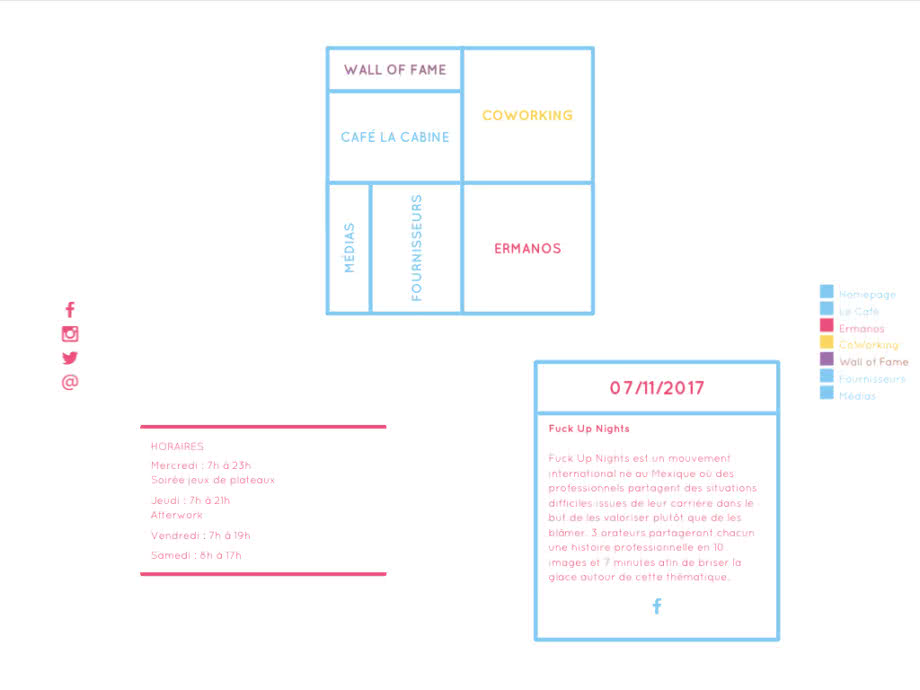 WALL OF FAME
COWORKING
CAFÉ LA CABINE
MÉDIAS
FOURNISSEURS
ERMANOS
@
HORAIRES
Mercredi : 7h à 23h
Soirée jeux de plateaux
Jeudi : 7h à 21h
Afterwork
Vendredi : 7h à 19h
Samedi : 8h à 17h
07/11/2017
Fuck Up Nights
Fuck Up Nights est un mouvement
international né au Mexique où des
professionnels partagent des situations
difficiles issues de leur carrière dans le
but de les valoriser plutôt que de les
blâmer. 3 orateurs partageront chacun
une histoire professionnelle en 10
images et 7 minutes afin de briser la
glace autour de cette thématique.
Homepage
Le Café
Ermanos
CoWorking
Wall of Fame
Fournisseurs
Médias